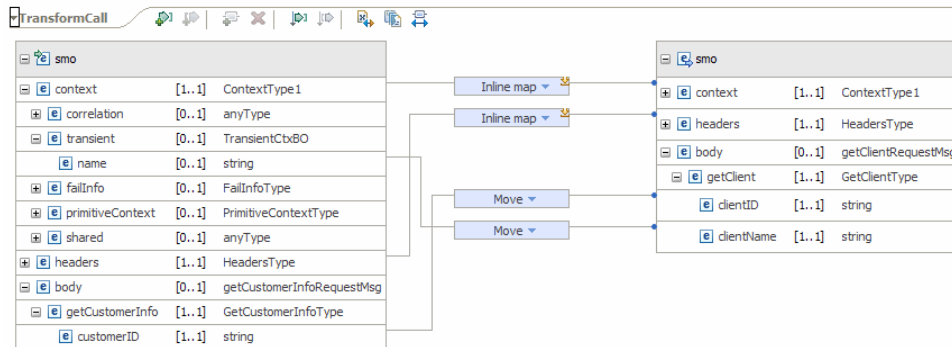 TransformCall
smo
context [1..1] ContextType1
correlation [0..1] anyType
transient [0..1] TransientCtxBO
name [0..1] string
failInfo [0..1] FailInfoType
primitiveContext [0..1] PrimitiveContextType
shared [0..1] anyType
headers [1..1] HeadersType
body [0..1] getCustomerInfoRequestMsg
getCustomerInfo [1..1] GetCustomerInfoType
customerID [1..1] string
Inline map
Inline map
Move
Move
smo
context [1..1] ContextType1
headers [1..1] HeadersType
body [0..1] getClientRequestMsg
getClient [1..1] GetClientType
clientID [1..1] string
clientName [1..1] string